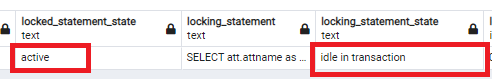 locked_statement_state locking_statement locking_statement_state
text text text
active SELECT att.attname as ... idle in transaction